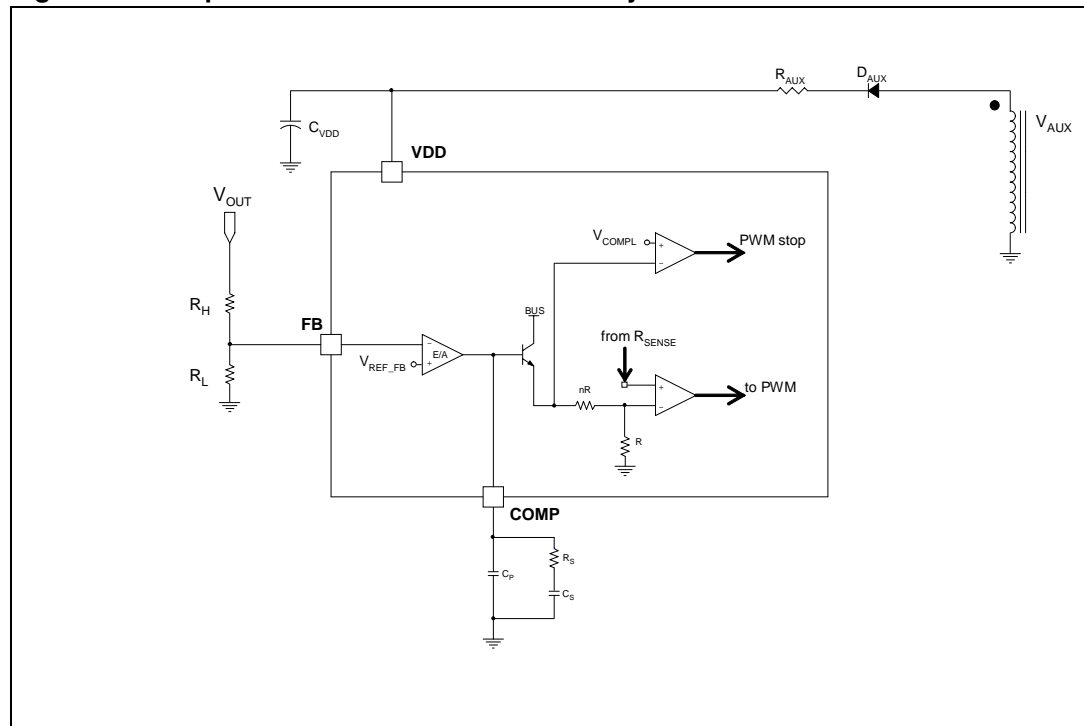 R_AUX
D_AUX
V_AUX
C_VDD
VDD
V_OUT
V_COMPL
+
−
PWM stop
BUS
R_H
FB
−
E/A
+
V_REF_FB
from R_SENSE
+
−
to PWM
nR
R_L
R
COMP
R_S
C_P
C_S